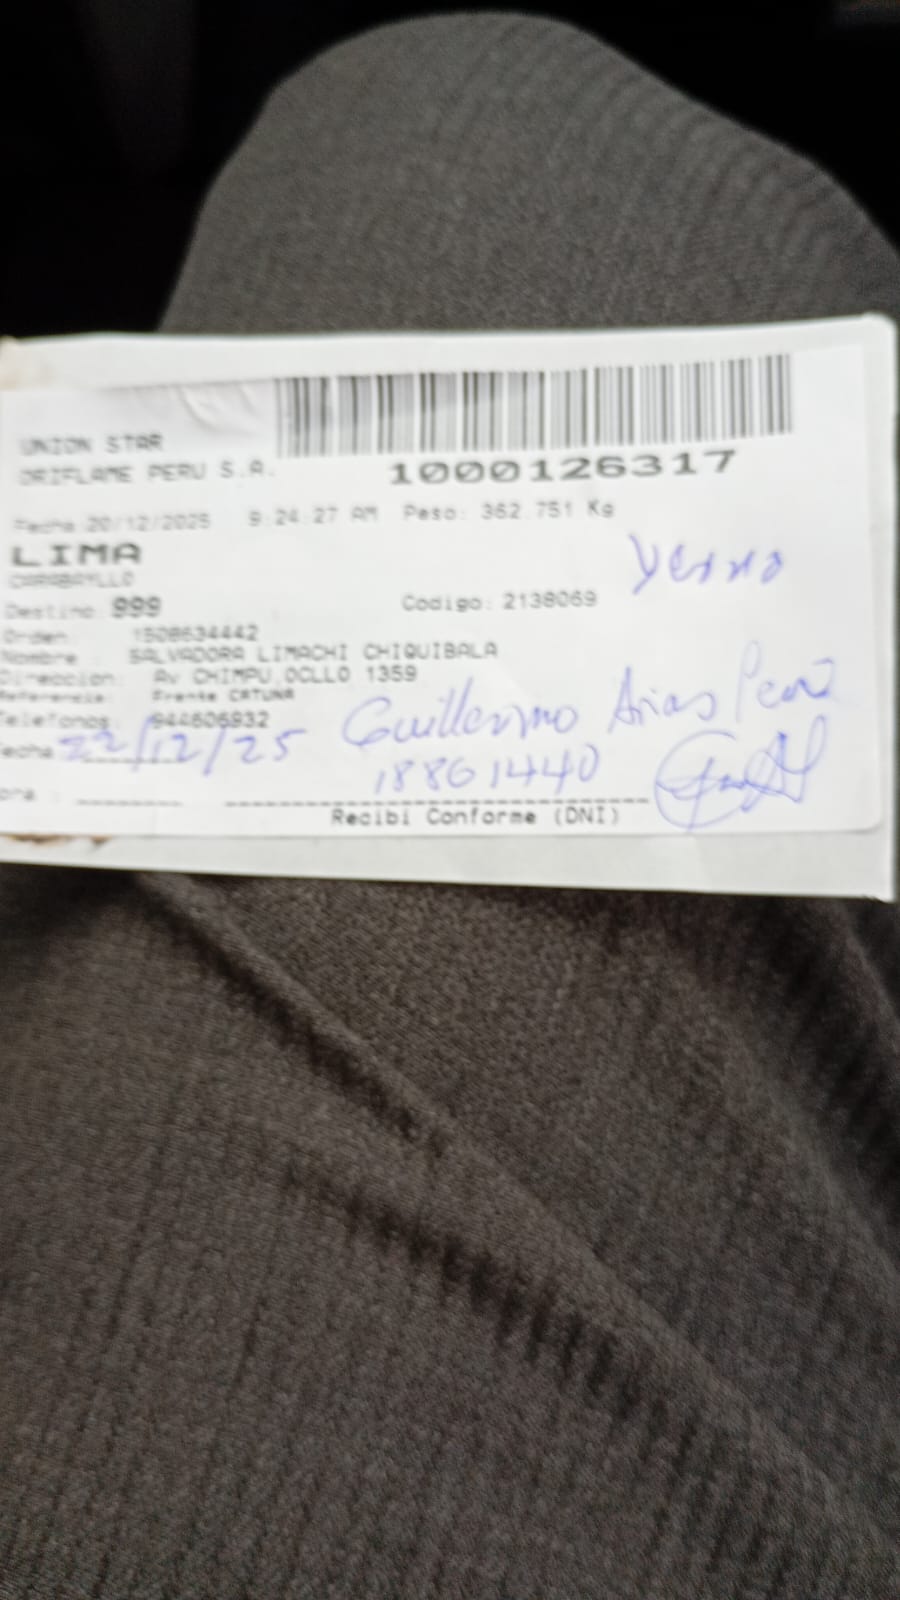 UNION STAR
ORIFLAME PERU S.A.
1000126317
Fecha 20/12/2025 9:24:27 AM Peso: 362.751 Kg
LIMA
CARABAYLLO
Yerno
Destino: 999 Codigo: 2138069
Orden: 1508634442
Nombre : SALVADORA LIMACHI CHIQUIBALA
Direccion: Av CHIMPU OCLLO 1359
Referencia: Frente CATUNA
Telefonos: 944606932
Guillermo Arias Peña
Fecha 22/12/25
18861440
ora :
Recibi Conforme (DNI)